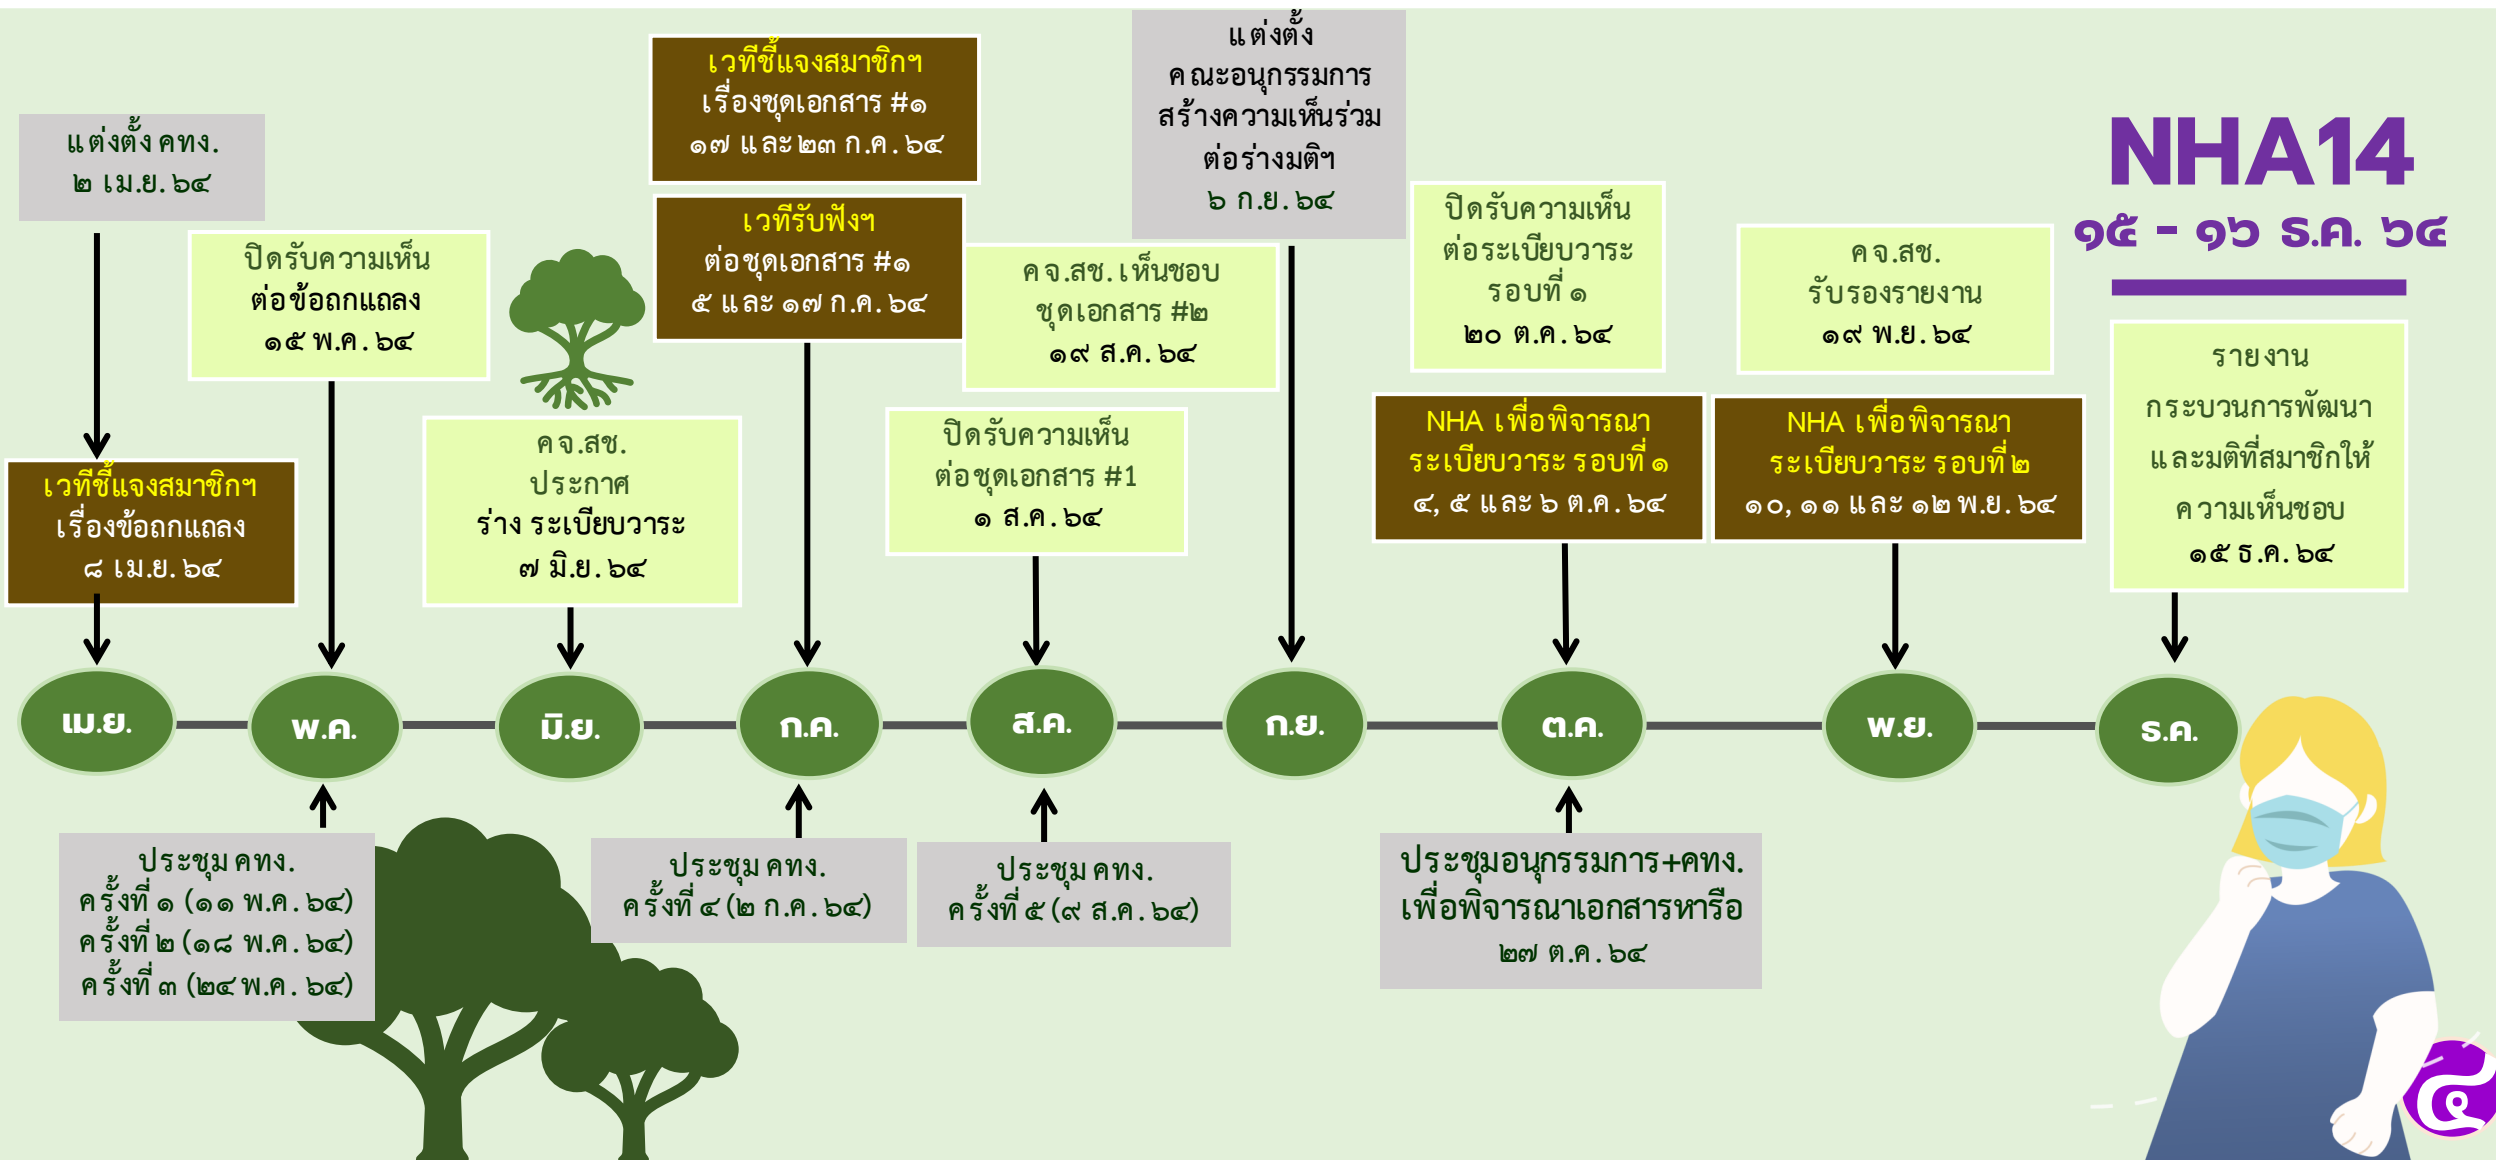 แต่งตั้ง คทง.
๒ เม.ย. ๖๔
เวทีชี้แจงสมาชิกฯ
เรื่องข้อถกแถลง
๘ เม.ย. ๖๔
ปิดรับความเห็น
ต่อข้อถกแถลง
๑๕ พ.ค. ๖๔
คจ.สช.
ประกาศ
ร่าง ระเบียบวาระ
๗ มิ.ย. ๖๔
เวทีชี้แจงสมาชิกฯ
เรื่องชุดเอกสาร #๑
๑๗ และ ๒๓ ก.ค. ๖๔
เวทีรับฟังฯ
ต่อชุดเอกสาร #๑
๕ และ ๑๗ ก.ค. ๖๔
คจ.สช. เห็นชอบ
ชุดเอกสาร #๒
๑๙ ส.ค. ๖๔
ปิดรับความเห็น
ต่อชุดเอกสาร #1
๑ ส.ค. ๖๔
แต่งตั้ง
คณะอนุกรรมการ
สร้างความเห็นร่วม
ต่อร่างมติฯ
๖ ก.ย. ๖๔
ปิดรับความเห็น
ต่อระเบียบวาระ
รอบที่ ๑
๒๐ ต.ค. ๖๔
NHA เพื่อพิจารณา
ระเบียบวาระ รอบที่ ๑
๔, ๕ และ ๖ ต.ค. ๖๔
คจ.สช.
รับรองรายงาน
๑๙ พ.ย. ๖๔
NHA เพื่อพิจารณา
ระเบียบวาระ รอบที่ ๒
๑๐, ๑๑ และ ๑๒ พ.ย. ๖๔
NHA14
๑๕ - ๑๖ ธ.ค. ๖๔
รายงาน
กระบวนการพัฒนา
และมติที่สมาชิกให้
ความเห็นชอบ
๑๕ ธ.ค. ๖๔
เม.ย.
พ.ค.
มิ.ย.
ก.ค.
ส.ค.
ก.ย.
ต.ค.
พ.ย.
ธ.ค.
ประชุม คทง.
ครั้งที่ ๑ (๑๑ พ.ค. ๖๔)
ครั้งที่ ๒ (๑๘ พ.ค. ๖๔)
ครั้งที่ ๓ (๒๔ พ.ค. ๖๔)
ประชุม คทง.
ครั้งที่ ๔ (๒ ก.ค. ๖๔)
ประชุม คทง.
ครั้งที่ ๕ (๙ ส.ค. ๖๔)
ประชุมอนุกรรมการ+คทง.
เพื่อพิจารณาเอกสารหารือ
๒๗ ต.ค. ๖๔